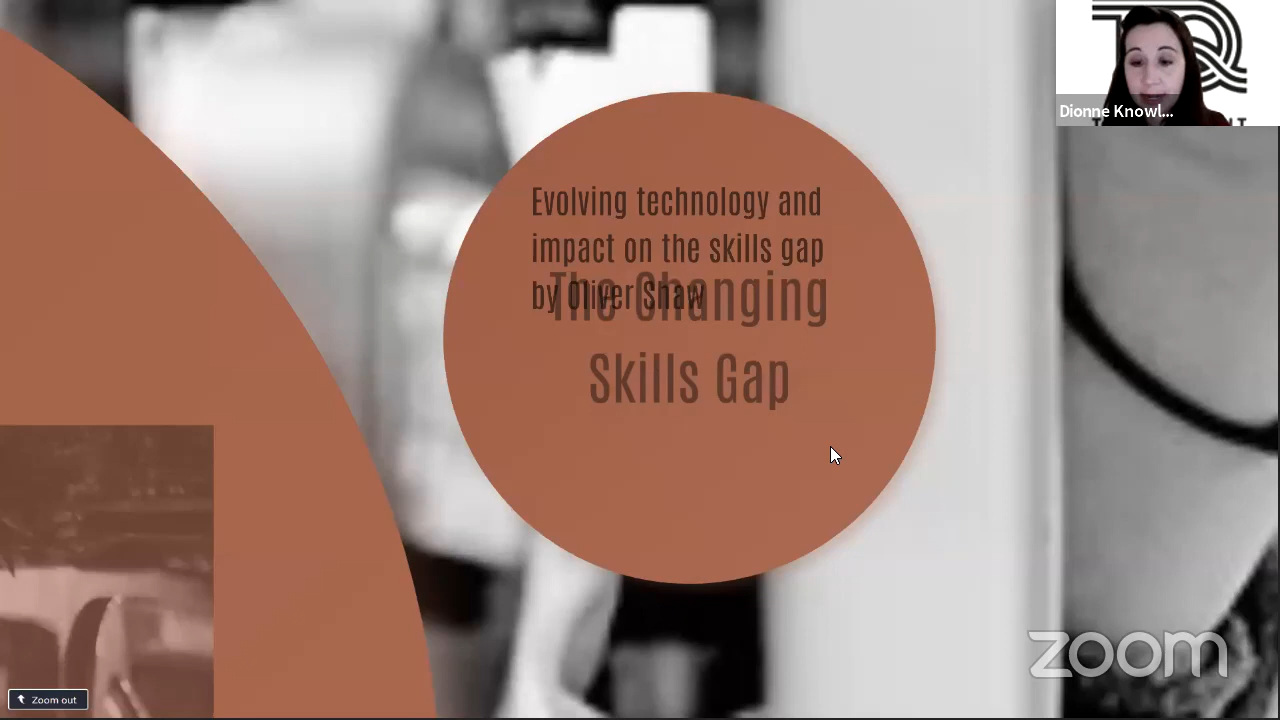 Dionne Knowl...
Evolving technology and
impact on the skills gap
by Oliver Shaw
The Changing
Skills Gap
zoom
Zoom out